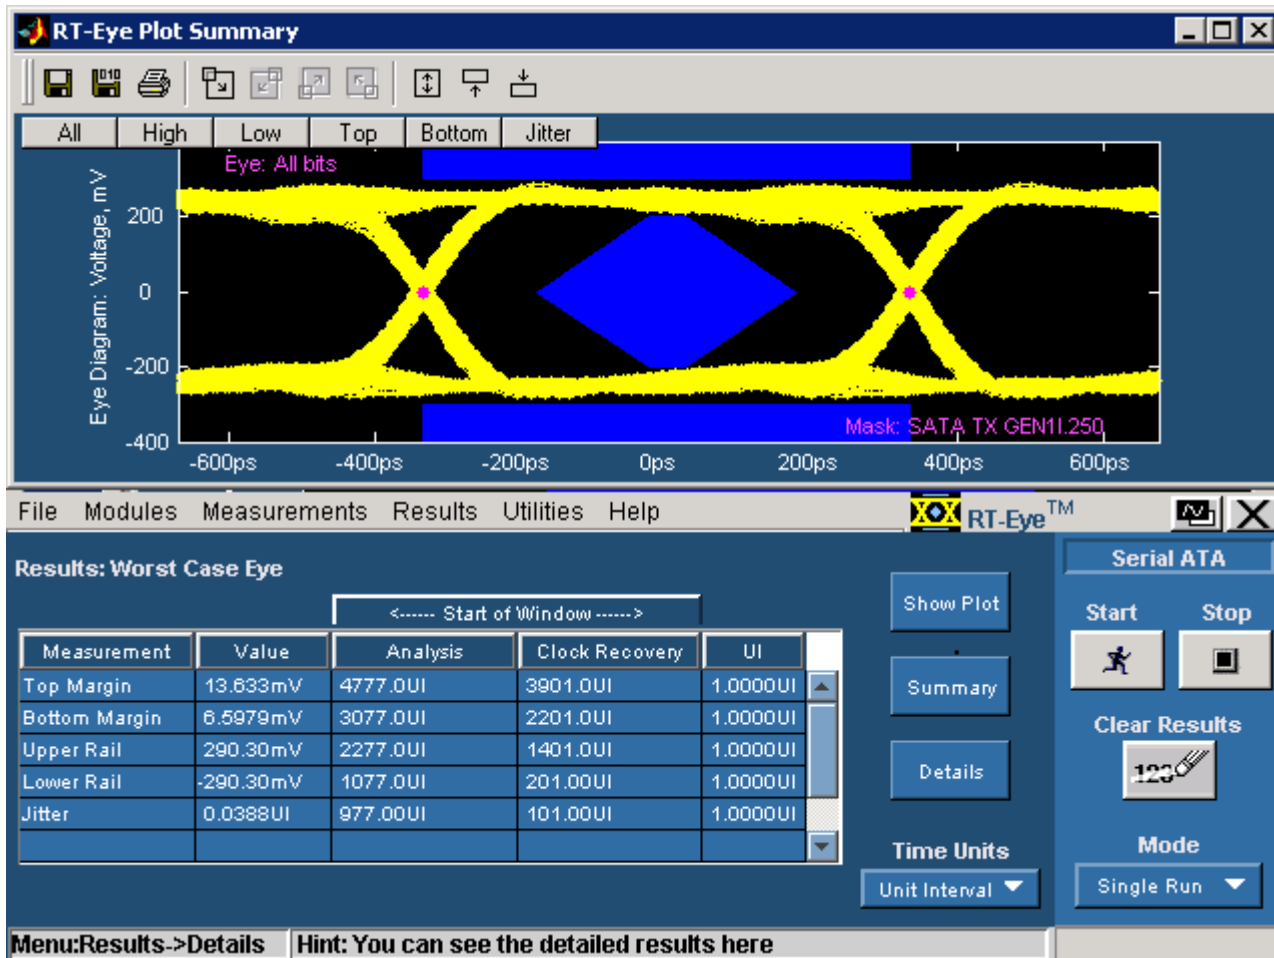 RT-Eye Plot Summary
All High Low Top Bottom Jitter
Eye: All bits
Eye Diagram: Voltage, mV
200
0
-200
-400
Mask: SATA TX GEN1I.250
-600ps -400ps -200ps 0ps 200ps 400ps 600ps
File Modules Measurements Results Utilities Help RT-Eye™
Results: Worst Case Eye
<------ Start of Window ------>
Measurement Value Analysis Clock Recovery UI
Top Margin 13.633mV 4777.0UI 3901.0UI 1.0000UI
Bottom Margin 6.5979mV 3077.0UI 2201.0UI 1.0000UI
Upper Rail 290.30mV 2277.0UI 1401.0UI 1.0000UI
Lower Rail -290.30mV 1077.0UI 201.00UI 1.0000UI
Jitter 0.0388UI 977.00UI 101.00UI 1.0000UI
Show Plot
Summary
Details
Time Units
Unit Interval
Serial ATA
Start Stop
Clear Results
123
Mode
Single Run
Menu:Results->Details Hint: You can see the detailed results here